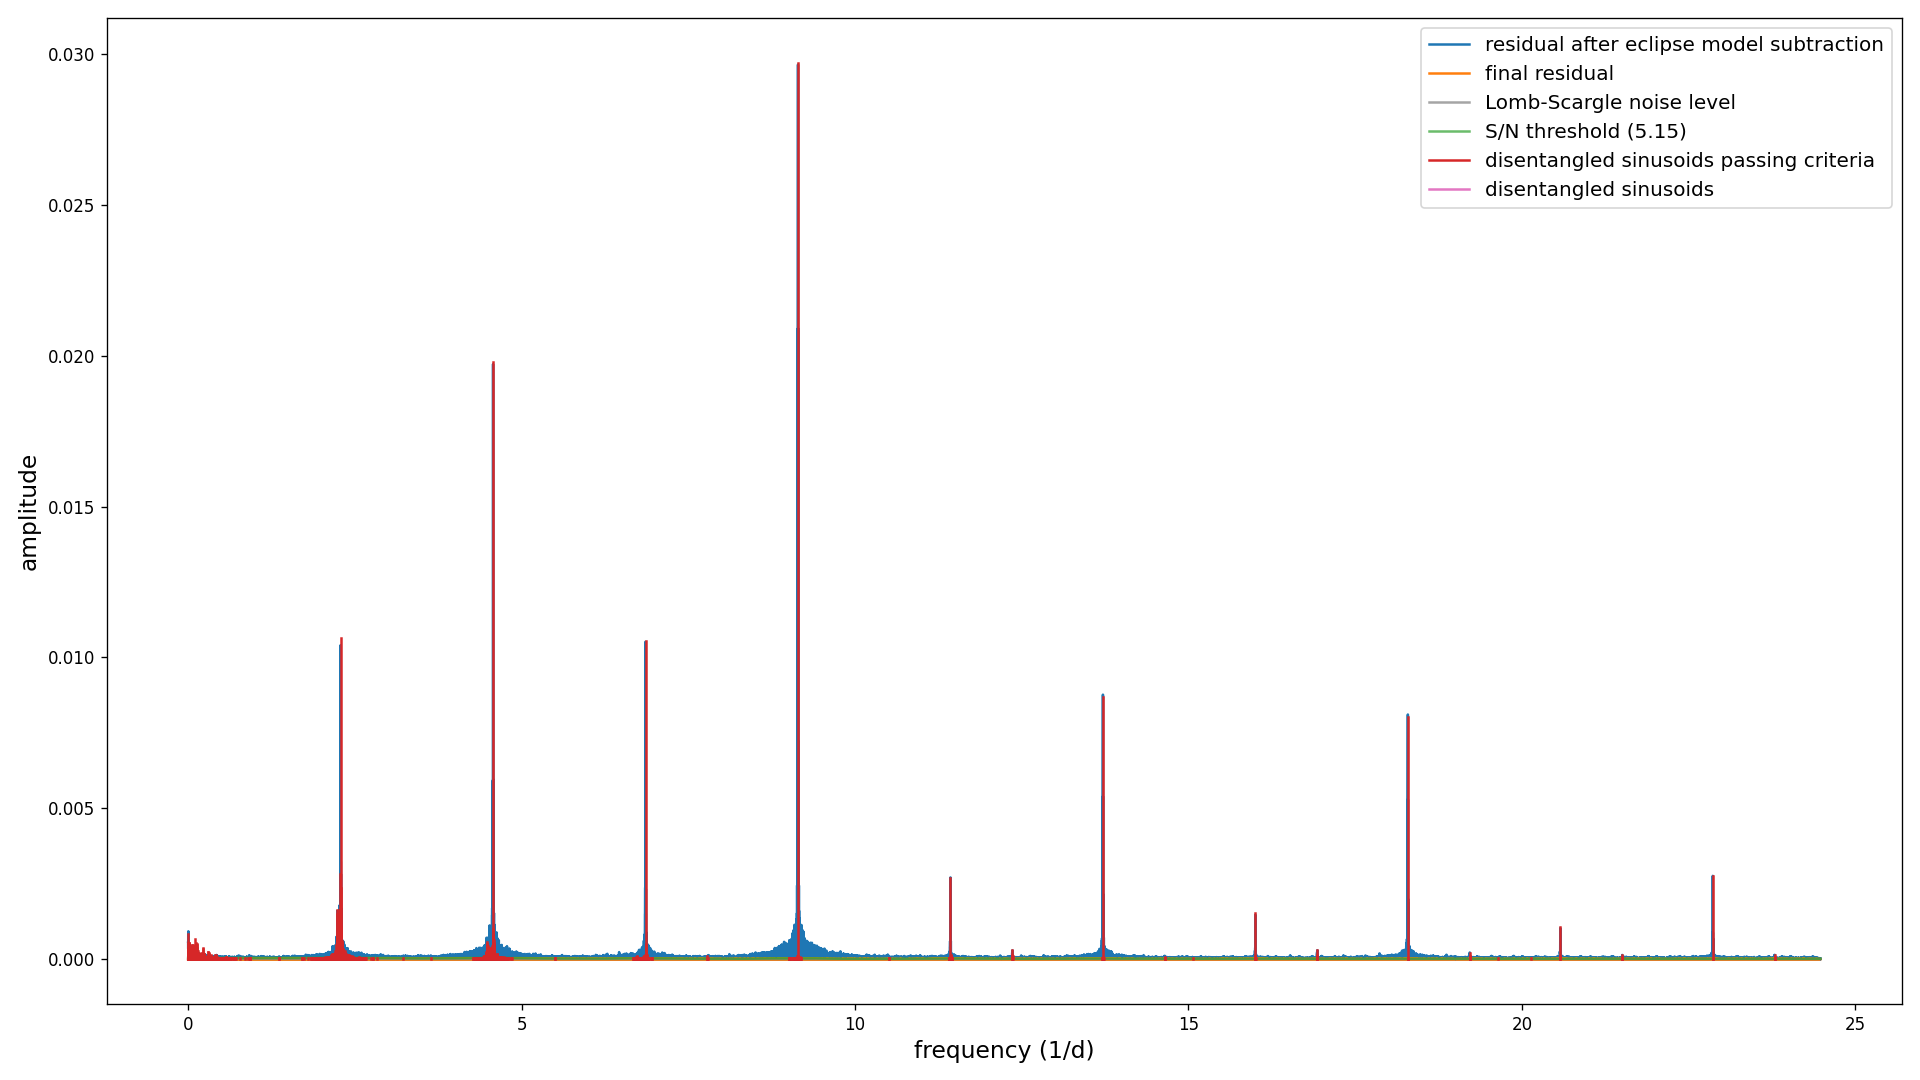 residual after eclipse model subtraction
final residual
Lomb-Scargle noise level
S/N threshold (5.15)
disentangled sinusoids passing criteria
disentangled sinusoids
0.030
0.025
0.020
0.015
0.010
0.005
0.000
amplitude
0 5 10 15 20 25
frequency (1/d)